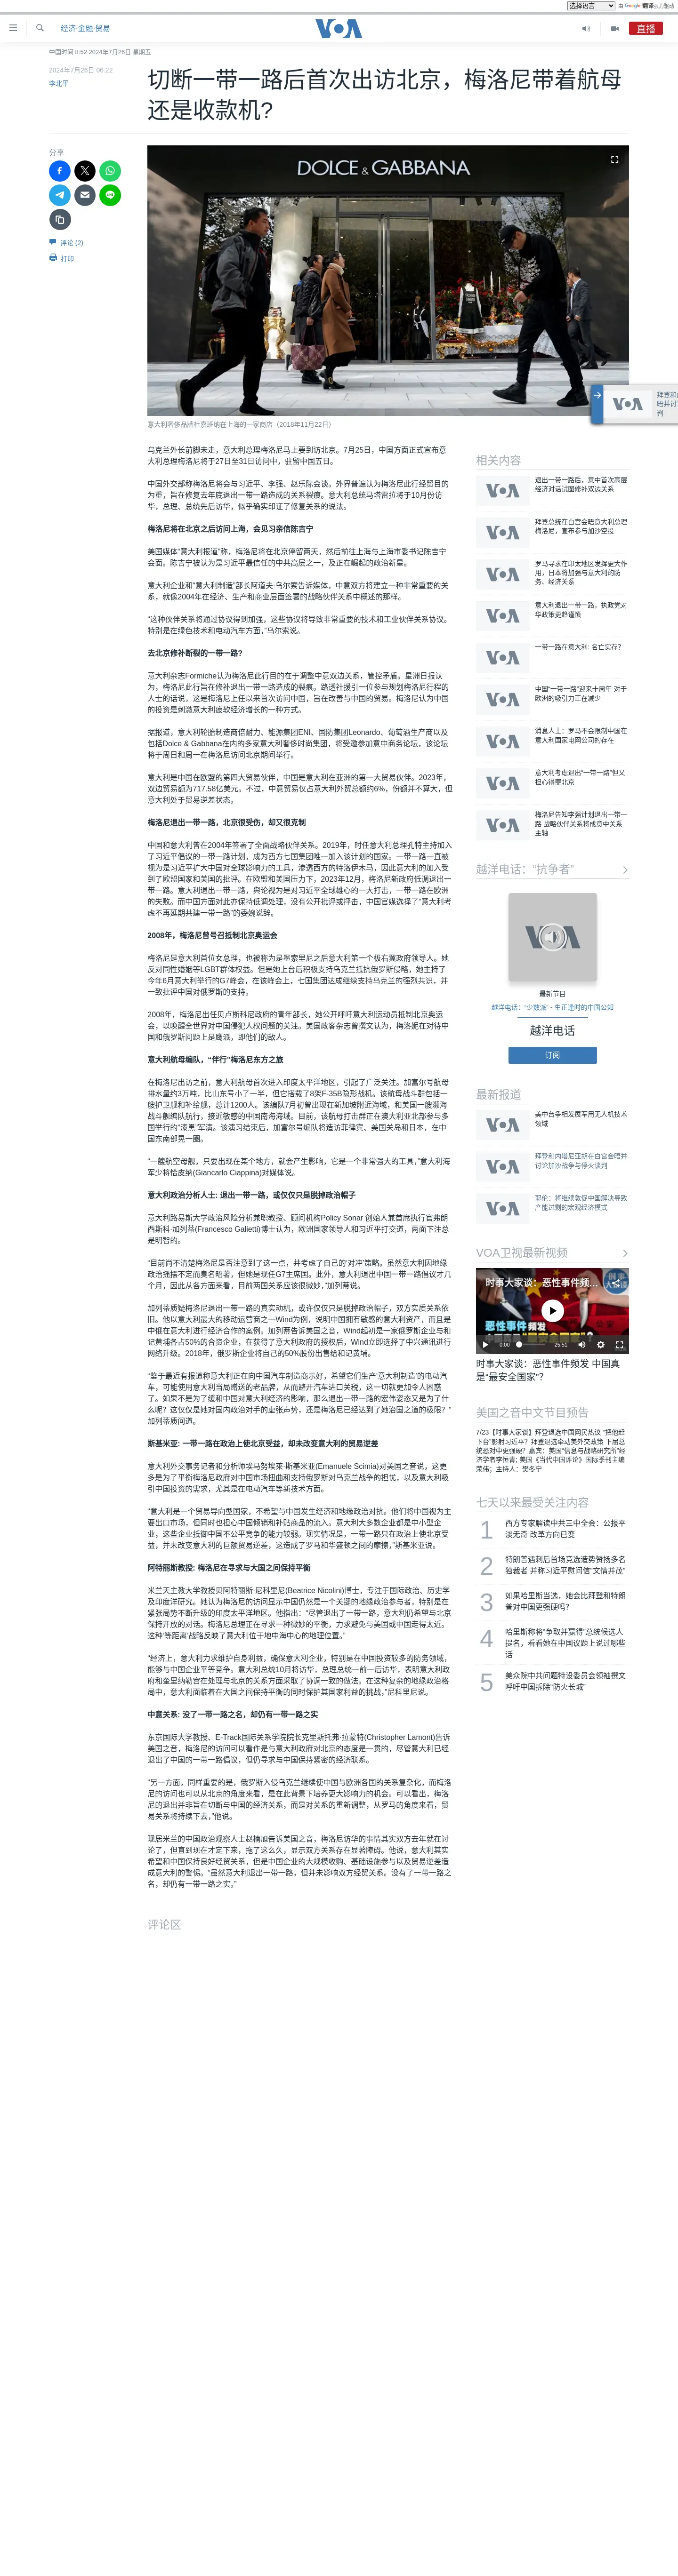 选择语言 由 Google 翻译强力驱动
经济·金融·贸易
VOA
直播
中国时间 8:52 2024年7月26日 星期五
2024年7月26日 06:22
李北平
切断一带一路后首次出访北京，梅洛尼带着航母
还是收款机?
分享
评论 (2)
打印
DOLCE & GABBANA
意大利奢侈品牌杜嘉班纳在上海的一家商店（2018年11月22日）
乌克兰外长前脚未走，意大利总理梅洛尼马上要到访北京。7月25日，中国方面正式宣布意
大利总理梅洛尼将于27日至31日访问中，驻留中国五日。
中国外交部称梅洛尼将会与习近平、李强、赵乐际会谈。外界普遍认为梅洛尼此行经贸目的
为重，旨在修复去年底退出一带一路造成的关系裂痕。意大利总统马塔雷拉将于10月份访
华，总理、总统先后访华，似乎确实印证了修复关系的说法。
梅洛尼将在北京之后访问上海，会见习亲信陈吉宁
美国媒体“意大利报道”称，梅洛尼将在北京停留两天，然后前往上海与上海市委书记陈吉宁
会面。陈吉宁被认为是习近平最信任的中共高层之一，及正在崛起的政治新星。
意大利企业和“意大利制造”部长阿道夫·乌尔索告诉媒体，中意双方将建立一种非常重要的关
系，就像2004年在经济、生产和商业层面签署的战略伙伴关系中概述的那样。
“这种伙伴关系将通过协议得到加强，这些协议将导致非常重要的技术和工业伙伴关系协议。
特别是在绿色技术和电动汽车方面，”乌尔索说。
去北京修补断裂的一带一路?
意大利杂志Formiche认为梅洛尼此行目的在于调整中意双边关系，管控矛盾。星洲日报认
为，梅洛尼此行旨在修补退出一带一路造成的裂痕。路透社援引一位参与规划梅洛尼行程的
人士的话说，这是梅洛尼上任以来首次访问中国，旨在改善与中国的贸易。梅洛尼认为中国
的投资是刺激意大利疲软经济增长的一种方式。
据报道，意大利轮胎制造商倍耐力、能源集团ENI、国防集团Leonardo、葡萄酒生产商以及
包括Dolce & Gabbana在内的多家意大利奢侈时尚集团，将受邀参加意中商务论坛，该论坛
将于周日和周一在梅洛尼访问北京期间举行。
意大利是中国在欧盟的第四大贸易伙伴，中国是意大利在亚洲的第一大贸易伙伴。2023年，
双边贸易额为717.58亿美元。不过，中意贸易仅占意大利外贸总额约6%，份额并不算大，但
意大利处于贸易逆差状态。
梅洛尼退出一带一路，北京很受伤，却又很克制
中国和意大利曾在2004年签署了全面战略伙伴关系。2019年，时任意大利总理孔特主持加入
了习近平倡议的一带一路计划，成为西方七国集团唯一加入该计划的国家。一带一路一直被
视为是习近平扩大中国对全球影响力的工具，渗透西方的特洛伊木马，因此意大利的加入受
到了欧盟国家和美国的批评。在欧盟和美国压力下，2023年12月，梅洛尼新政府低调退出一
带一路。意大利退出一带一路，舆论视为是对习近平全球雄心的一大打击，一带一路在欧洲
的失败。而中国方面对此亦保持低调处理，没有公开批评或抨击，中国官媒选择了“意大利考
虑不再延期共建一带一路”的委婉说辞。
2008年，梅洛尼曾号召抵制北京奥运会
梅洛尼是意大利首位女总理，也被称为是墨索里尼之后意大利第一个极右翼政府领导人。她
反对同性婚姻等LGBT群体权益。但是她上台后积极支持乌克兰抵抗俄罗斯侵略，她主持了
今年6月意大利举行的G7峰会，在该峰会上，七国集团达成继续支持乌克兰的强烈共识，并
一致批评中国对俄罗斯的支持。
2008年，梅洛尼出任贝卢斯科尼政府的青年部长，她公开呼吁意大利运动员抵制北京奥运
会，以唤醒全世界对中国侵犯人权问题的关注。美国政客杂志曾撰文认为，梅洛妮在对待中
国和俄罗斯问题上是鹰派，即他们的敌人。
意大利航母编队，“伴行”梅洛尼东方之旅
在梅洛尼出访之前，意大利航母首次进入印度太平洋地区，引起了广泛关注。加富尔号航母
排水量约3万吨，比山东号小了一半，但它搭载了8架F-35B隐形战机。该航母战斗群包括一
艘护卫舰和补给舰，总计1200人。该编队7月初曾出现在新加坡附近海域，和美国一艘濒海
战斗舰编队航行，接近敏感的中国南海海域。目前，该航母打击群正在澳大利亚北部参与多
国举行的“漆黑”军演。该演习结束后，加富尔号编队将造访菲律宾、美国关岛和日本，在中
国东南部晃一圈。
“一艘航空母舰，只要出现在某个地方，就会产生影响，它是一个非常强大的工具，”意大利海
军少将恰皮纳(Giancarlo Ciappina)对媒体说。
意大利政治分析人士: 退出一带一路，或仅仅只是脱掉政治帽子
意大利路易斯大学政治风险分析兼职教授、顾问机构Policy Sonar 创始人兼首席执行官弗朗
西斯科·加列蒂(Francesco Galietti)博士认为，欧洲国家领导人和习近平打交道，两面下注总
是明智的。
“目前尚不清楚梅洛尼是否注意到了这一点，并考虑了自己的‘对冲’策略。虽然意大利因地缘
政治摇摆不定而臭名昭著，但她是现任G7主席国。此外，意大利退出中国一带一路倡议才几
个月，因此从各方面来看，目前两国关系应该很微妙，”加列蒂说。
加列蒂质疑梅洛尼退出一带一路的真实动机，或许仅仅只是脱掉政治帽子，双方实质关系依
旧。他以意大利最大的移动运营商之一Wind为例，说明中国拥有敏感的意大利资产，而且是
中俄在意大利进行经济合作的案例。加列蒂告诉美国之音，Wind起初是一家俄罗斯企业与和
记黄埔各占50%的合资企业，在获得意大利政府的授权后，Wind立即选择了中兴通讯进行
网络升级。2018年，俄罗斯企业将自己的50%股份出售给和记黄埔。
“鉴于最近有报道称意大利正在向中国汽车制造商示好，希望它们生产‘意大利制造’的电动汽
车，可能使用意大利当局赠送的老品牌，从而避开汽车进口关税，这一切就更加不同寻常
了。如果不是为了缓和中国对意大利经济的影响，那么退出一带一路的宏伟姿态又是为了什
么呢？这仅仅是她对国内政治对手的虚张声势，还是梅洛尼已经达到了她治国之道的极限？”
加列蒂质问道。
斯基米亚: 一带一路在政治上使北京受益，却未改变意大利的贸易逆差
意大利外交事务记者和分析师埃马努埃莱·斯基米亚(Emanuele Scimia)对美国之音说，这更
多是为了平衡梅洛尼政府对中国市场扭曲和支持俄罗斯对乌克兰战争的担忧，以及意大利吸
引中国投资的需求，尤其是在电动汽车等新技术方面。
“意大利是一个贸易导向型国家，不希望与中国发生经济和地缘政治对抗。他们将中国视为主
要出口市场，但同时也担心中国倾销和补贴商品的流入。意大利大多数企业都是中小型企
业，这些企业抵御中国不公平竞争的能力较弱。现实情况是，一带一路只在政治上使北京受
益，并未改变意大利的巨额贸易逆差，这造成了罗马和华盛顿之间的摩擦，”斯基米亚说。
阿特丽斯教授: 梅洛尼在寻求与大国之间保持平衡
米兰天主教大学教授贝阿特丽斯·尼科里尼(Beatrice Nicolini)博士，专注于国际政治、历史学
及印度洋研究。她认为梅洛尼的访问显示中国仍然是一个关键的地缘政治参与者，特别是在
紧张局势不断升级的印度太平洋地区。他指出：“尽管退出了一带一路，意大利仍希望与北京
保持开放的对话。梅洛尼总理正在寻求一种微妙的平衡，力求避免与美国或中国走得太近。
这种‘等距离’战略反映了意大利位于地中海中心的地理位置。”
“经济上，意大利力求维护自身利益，确保意大利企业，特别是在中国投资较多的防务领域，
能够与中国企业平等竞争。意大利总统10月将访华，总理总统一前一后访华，表明意大利政
府和奎里纳勒宫在处理与北京的关系方面采取了协调一致的做法。在这种复杂的地缘政治格
局中，意大利面临着在大国之间保持平衡的同时保护其国家利益的挑战，”尼科里尼说。
中意关系: 没了一带一路之名，却仍有一带一路之实
东京国际大学教授、E-Track国际关系学院院长克里斯托弗·拉蒙特(Christopher Lamont)告诉
美国之音，梅洛尼的访问可以看作是与意大利政府对北京的态度是一贯的，尽管意大利已经
退出了中国的一带一路倡议，但仍寻求与中国保持紧密的经济联系。
“另一方面，同样重要的是，俄罗斯入侵乌克兰继续使中国与欧洲各国的关系复杂化，而梅洛
尼的访问也可以从北京的角度来看，是在此背景下培养更大影响力的机会。可以看出，梅洛
尼的退出并非旨在切断与中国的经济关系，而是对关系的重新调整，从罗马的角度来看，贸
易关系将持续下去，”他说。
现居米兰的中国政治观察人士赵楠旭告诉美国之音，梅洛尼访华的事情其实双方去年就在讨
论了，但直到现在才定下来，拖了这么久，显示双方关系存在显著障碍。他说，意大利其实
希望和中国保持良好经贸关系，但是中国企业的大规模收购、基础设施参与以及贸易逆差造
成意大利的警惕。“虽然意大利退出一带一路，但并未影响双方经贸关系。没有了一带一路之
名，却仍有一带一路之实。”
评论区
相关内容
退出一带一路后，意中首次高层
经济对话试图修补双边关系
拜登总统在白宫会晤意大利总理
梅洛尼，宣布参与加沙空投
罗马寻求在印太地区发挥更大作
用，日本将加强与意大利的防
务、经济关系
意大利退出一带一路，执政党对
华政策更趋谨慎
一带一路在意大利: 名亡实存?
中国“一带一路”迎来十周年 对于
欧洲的吸引力正在减少
消息人士：罗马不会限制中国在
意大利国家电网公司的存在
意大利考虑退出“一带一路”但又
担心得罪北京
梅洛尼告知李强计划退出一带一
路 战略伙伴关系将成意中关系
主轴
越洋电话：“抗争者”
最新节目
越洋电话：“少数派” - 生正逢时的中国公知
越洋电话
订阅
最新报道
美中台争相发展军用无人机技术
领域
拜登和内塔尼亚胡在白宫会晤并
讨论加沙战争与停火谈判
耶伦：将继续敦促中国解决导致
产能过剩的宏观经济模式
VOA卫视最新视频
时事大家谈：恶性事件频...
0:00
25:51
时事大家谈：恶性事件频发 中国真
是“最安全国家”?
美国之音中文节目预告
7/23【时事大家谈】拜登退选中国网民热议 “把他赶
下台”影射习近平？拜登退选牵动美外交政策 下届总
统恐对中更强硬？嘉宾：美国“信息与战略研究所”经
济学者李恒青; 美国《当代中国评论》国际季刊主编
荣伟；主持人：樊冬宁
七天以来最受关注内容
1 西方专家解读中共三中全会：公报平
淡无奇 改革方向已变
2 特朗普遇刺后首场竞选造势赞扬多名
独裁者 并称习近平慰问信“文情并茂”
3 如果哈里斯当选，她会比拜登和特朗
普对中国更强硬吗？
4 哈里斯称将“争取并赢得”总统候选人
提名，看看她在中国议题上说过哪些
话
5 美众院中共问题特设委员会领袖撰文
呼吁中国拆除“防火长城”